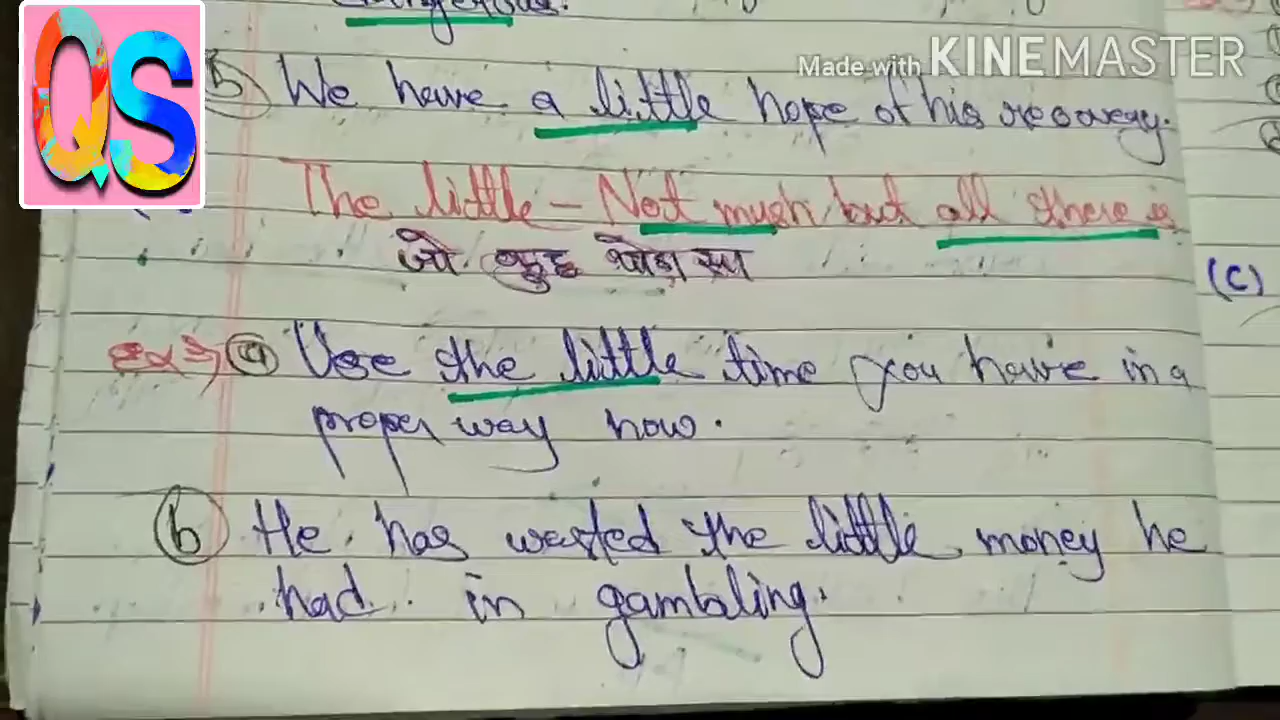 QS
Made with KINEMASTER
b We have a little hope of his recovery.
The little – Not much but all there is
जो कुछ थोड़ा सा
(C)
Ex → a Use the little time you have in a
proper way now.
b He has wasted the little money he
had in gambling.